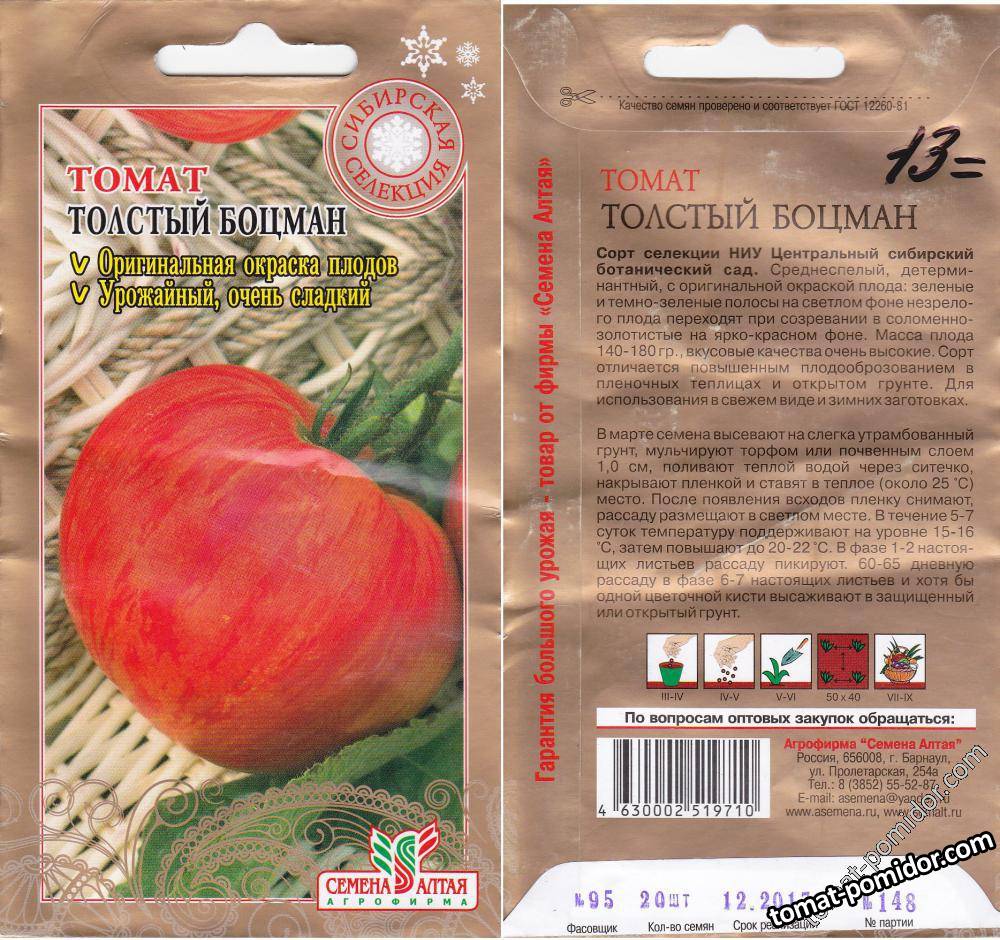 СИБИРСКАЯ
СЕЛЕКЦИЯ
ТОМАТ
ТОЛСТЫЙ БОЦМАН
V Оригинальная окраска плодов
V Урожайный, очень сладкий
СЕМЕНА АЛТАЯ
АГРОФИРМА
Качество семян проверено и соответствует ГОСТ 12260-81
13=
ТОМАТ
ТОЛСТЫЙ БОЦМАН
Сорт селекции НИУ Центральный сибирский
ботанический сад. Среднеспелый, детерми-
нантный, с оригинальной окраской плода: зеленые
и темно-зеленые полосы на светлом фоне незрело-
го плода переходят при созревании в соломенно-
золотистые на ярко-красном фоне. Масса плода
140-180 гр., вкусовые качества очень высокие. Сорт
отличается повышенным плодооброзованием в
пленочных теплицах и открытом грунте. Для
использования в свежем виде и зимних заготовках.
В марте семена высевают на слегка утрамбованный
грунт, мульчируют торфом или почвенным слоем
1,0 см, поливают теплой водой через ситечко,
накрывают пленкой и ставят в теплое (около 25 °С)
место. После появления всходов пленку снимают,
рассаду размещают в светлом месте. В течение 5-7
суток температуру поддерживают на уровне 15-16
°С, затем повышают до 20-22 °С. В фазе 1-2 настоя-
щих листьев рассаду пикируют. 60-65 дневную
рассаду в фазе 6-7 настоящих листьев и хотя бы
одной цветочной кисти высаживают в защищенный
или открытый грунт.
III-IV IV-V V-VI 50 x 40 VII-IX
Гарантия большого урожая - товар от фирмы «Семена Алтая»
По вопросам оптовых закупок обращаться:
Агрофирма "Семена Алтая"
Россия, 656008, г. Барнаул,
ул. Пролетарская, 254а
Тел.: 8 (3852) 55-52-87
E-mail: asemena@yandex.ru
www.asemena.ru,
4 630002 519710
№95 20шт 12.2017 №148
Фасовщик Кол-во семян Срок реализации № партии
tomat-pomidor.com
tomat-pomidor.com